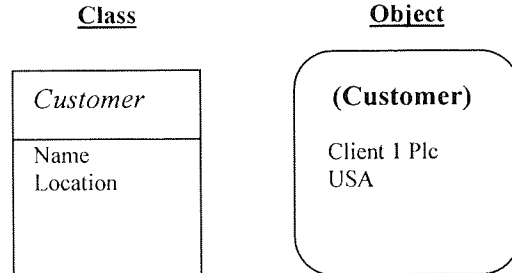 Class
Customer
Name
Location
Object
(Customer)
Client 1 Plc
USA